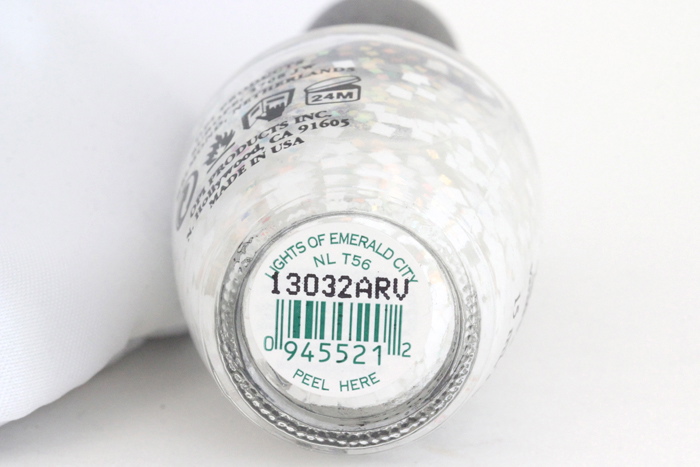 NETHERLANDS
24M
OPI PRODUCTS INC.
N. Hollywood, CA 91605
MADE IN USA
LIGHTS OF EMERALD CITY
NL T56
13032ARV
0 945521 2
PEEL HERE